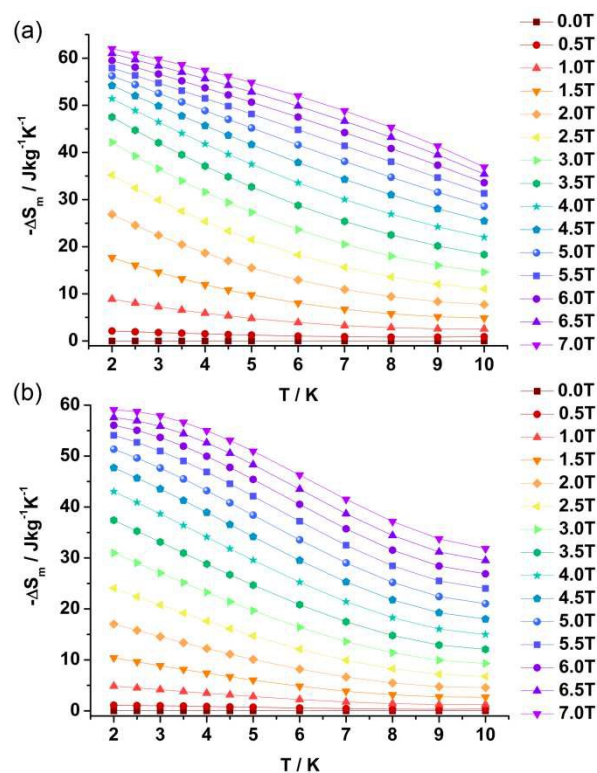 (a)
-ΔSm / Jkg-1K-1
60
50
40
30
20
10
0
2 3 4 5 6 7 8 9 10
T / K
0.0T
0.5T
1.0T
1.5T
2.0T
2.5T
3.0T
3.5T
4.0T
4.5T
5.0T
5.5T
6.0T
6.5T
7.0T
(b)
-ΔSm / Jkg-1K-1
60
50
40
30
20
10
0
2 3 4 5 6 7 8 9 10
T / K
0.0T
0.5T
1.0T
1.5T
2.0T
2.5T
3.0T
3.5T
4.0T
4.5T
5.0T
5.5T
6.0T
6.5T
7.0T